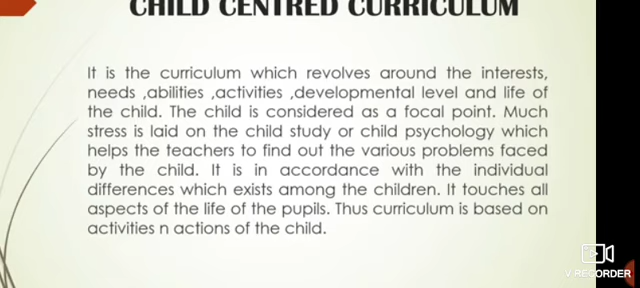 CHILD CENTRED CURRICULUM
It is the curriculum which revolves around the interests,
needs ,abilities ,activities ,developmental level and life of
the child. The child is considered as a focal point. Much
stress is laid on the child study or child psychology which
helps the teachers to find out the various problems faced
by the child. It is in accordance with the individual
differences which exists among the children. It touches all
aspects of the life of the pupils. Thus curriculum is based on
activities n actions of the child.
V RECORDER